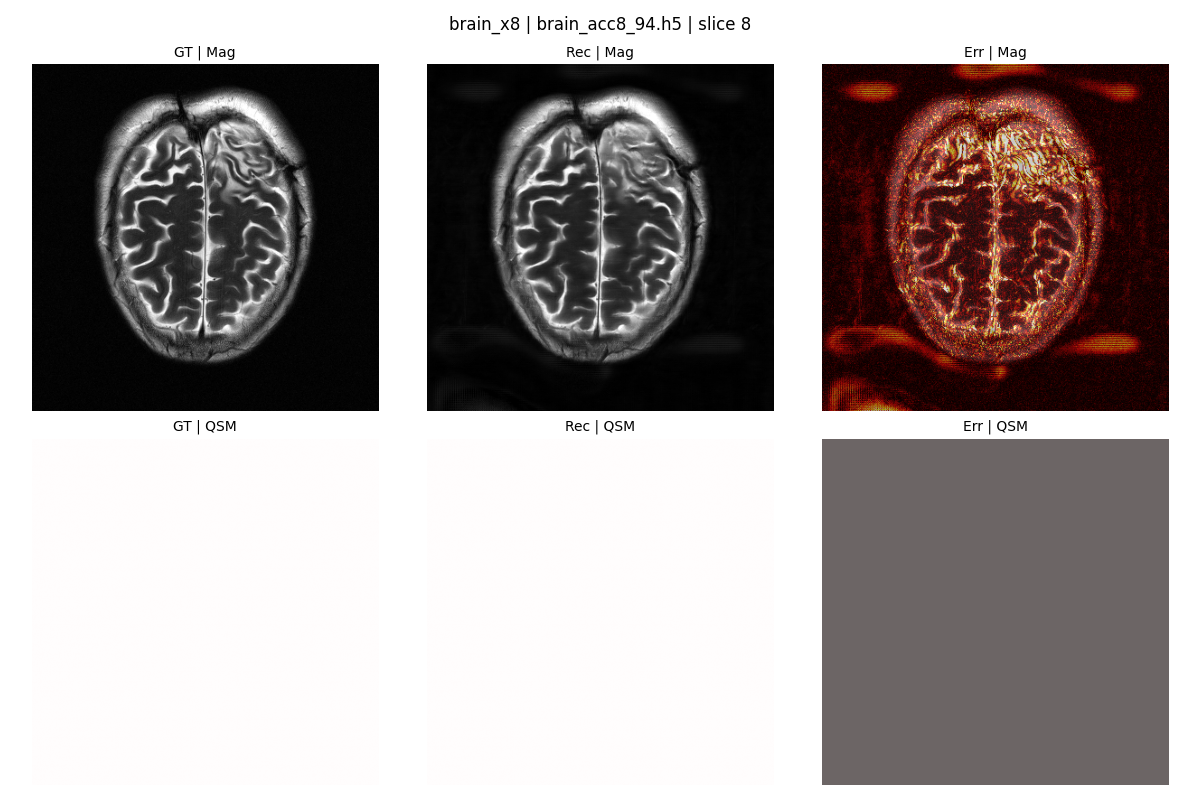 brain_x8 | brain_acc8_94.h5 | slice 8
GT | Mag
Rec | Mag
Err | Mag
GT | QSM
Rec | QSM
Err | QSM